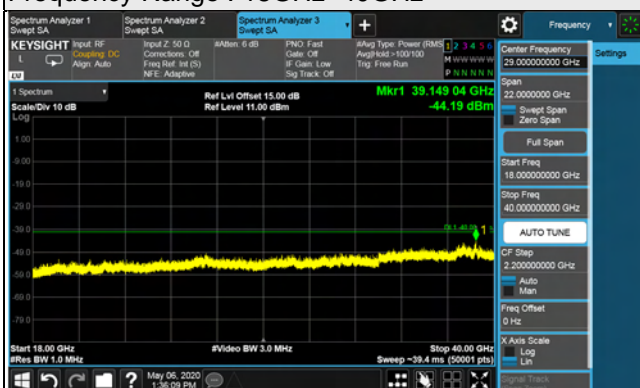 Frequency Range : 18GHz~40GHz
Spectrum Analyzer 1
Swept SA
Spectrum Analyzer 2
Swept SA
Spectrum Analyzer 3
Swept SA
Frequency
KEYSIGHT
L
Input: RF
Coupling: DC
Align: Auto
Input Z: 50 Ω
Corrections: Off
Freq Ref: Int (S)
NFE: Adaptive
#Atten: 6 dB
PNO: Fast
Gate: Off
IF Gain: Low
Sig Track: Off
#Avg Type: Power (RMS
Avg|Hold:>100/100
Trig: Free Run
1 2 3 4 5 6
M W W W W W
P N N N N N
1 Spectrum
Scale/Div 10 dB
Log
Ref Lvl Offset 15.00 dB
Ref Level 11.00 dBm
Mkr1 39.149 04 GHz
-44.19 dBm
1.00
-9.00
-19.0
-29.0
-39.0
-49.0
-59.0
-69.0
-79.0
1
Start 18.00 GHz
#Res BW 1.0 MHz
#Video BW 3.0 MHz
Stop 40.00 GHz
Sweep ~39.4 ms (50001 pts)
Center Frequency
29.000000000 GHz
Settings
Span
22.0000000 GHz
Swept Span
Zero Span
Full Span
Start Freq
18.000000000 GHz
Stop Freq
40.000000000 GHz
AUTO TUNE
CF Step
2.200000000 GHz
Auto
Man
Freq Offset
0 Hz
X Axis Scale
Log
Lin
Signal Track
May 06, 2020
1:36:09 PM